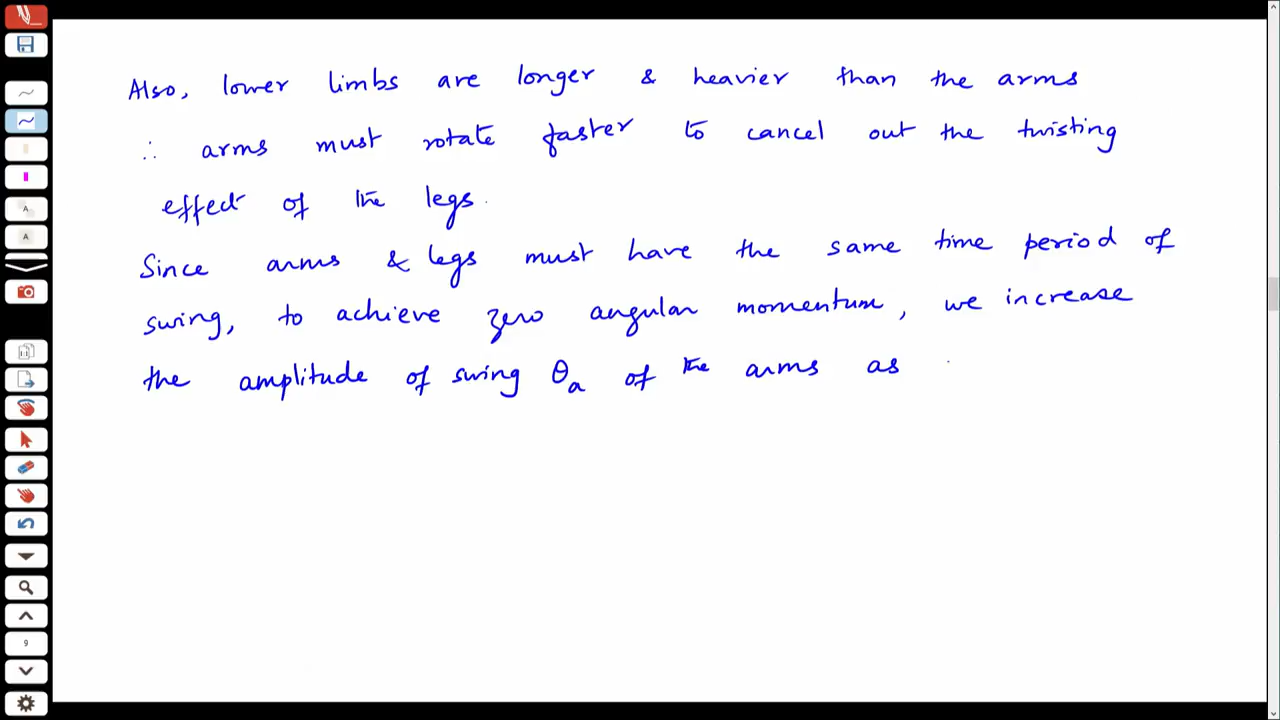 Also, lower limbs are longer & heavier than the arms
∴ arms must rotate faster to cancel out the twisting
effect of the legs.
Since arms & legs must have the same time period of
swing, to achieve zero angular momentum, we increase
the amplitude of swing θa of the arms as
9